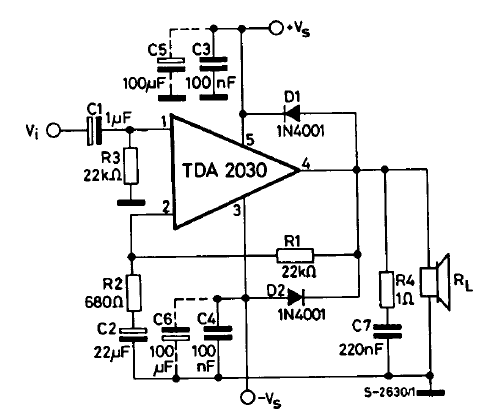 +Vs
C5
C3
100µF
100nF
D1
1N4001
C1
1µF
Vi
1
5
TDA 2030
4
R3
22kΩ
2
3
R1
22kΩ
R2
680Ω
D2
1N4001
R4
1Ω
RL
C2
22µF
C6
100
µF
C4
100
nF
C7
220nF
S-2630/1
-Vs